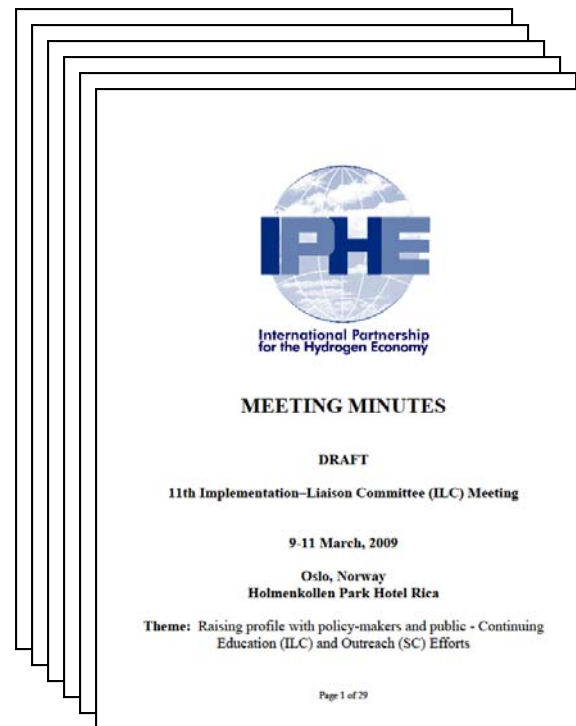 IPHE
International Partnership
for the Hydrogen Economy
MEETING MINUTES
DRAFT
11th Implementation–Liaison Committee (ILC) Meeting
9-11 March, 2009
Oslo, Norway
Holmenkollen Park Hotel Rica
Theme: Raising profile with policy-makers and public - Continuing
Education (ILC) and Outreach (SC) Efforts
Page 1 of 29